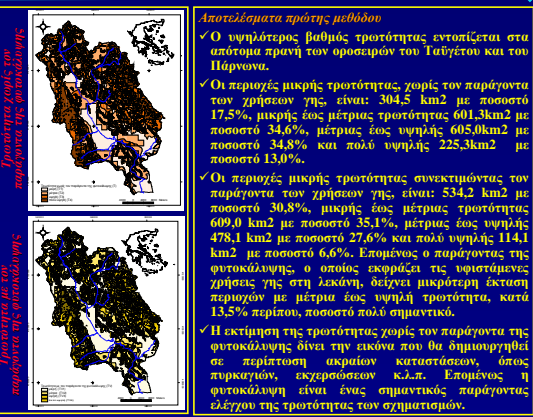 Τρωτότητα χωρίς τον
παράγοντα της φυτοκάλυψης
Τρωτότητα με τον
παράγοντα της φυτοκάλυψης
Αποτελέσματα πρώτης μεθόδου
✓Ο υψηλότερος βαθμός τρωτότητας εντοπίζεται στα
απότομα πρανή των οροσειρών του Ταΰγέτου και του
Πάρνωνα.
✓Οι περιοχές μικρής τρωτότητας, χωρίς τον παράγοντα
των χρήσεων γης, είναι: 304,5 km2 με ποσοστό
17,5%, μικρής έως μέτριας τρωτότητας 601,3km2 με
ποσοστό 34,6%, μέτριας έως υψηλής 605,0km2 με
ποσοστό 34,8% και πολύ υψηλής 225,3km2 με
ποσοστό 13,0%.
✓Οι περιοχές μικρής τρωτότητας συνεκτιμώντας τον
παράγοντα των χρήσεων γης, είναι: 534,2 km2 με
ποσοστό 30,8%, μικρής έως μέτριας τρωτότητας
609,0 km2 με ποσοστό 35,1%, μέτριας έως υψηλής
478,1 km2 με ποσοστό 27,6% και πολύ υψηλής 114,1
km2 με ποσοστό 6,6%. Επομένως ο παράγοντας της
φυτοκάλυψης, ο οποίος εκφράζει τις υφιστάμενες
χρήσεις γης στη λεκάνη, δείχνει μικρότερη έκταση
περιοχών με μέτρια έως υψηλή τρωτότητα, κατά
13,5% περίπου, ποσοστό πολύ σημαντικό.
✓Η εκτίμηση της τρωτότητας χωρίς τον παράγοντα της
φυτοκάλυψης δίνει την εικόνα που θα δημιουργηθεί
σε περίπτωση ακραίων καταστάσεων, όπως
πυρκαγιών, εκχερσώσεων κ.λ.π. Επομένως η
φυτοκάλυψη είναι ένας σημαντικός παράγοντας
ελέγχου της τρωτότητας των σχηματισμών.